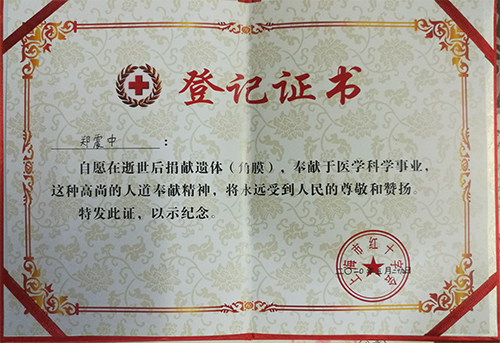 登记证书
郑震中：
自愿在逝世后捐献遗体（角膜），奉献于医学科学事业，
这种高尚的人道奉献精神，将永远受到人民的尊敬和赞扬。
特发此证，以示纪念。
上海市红十字会